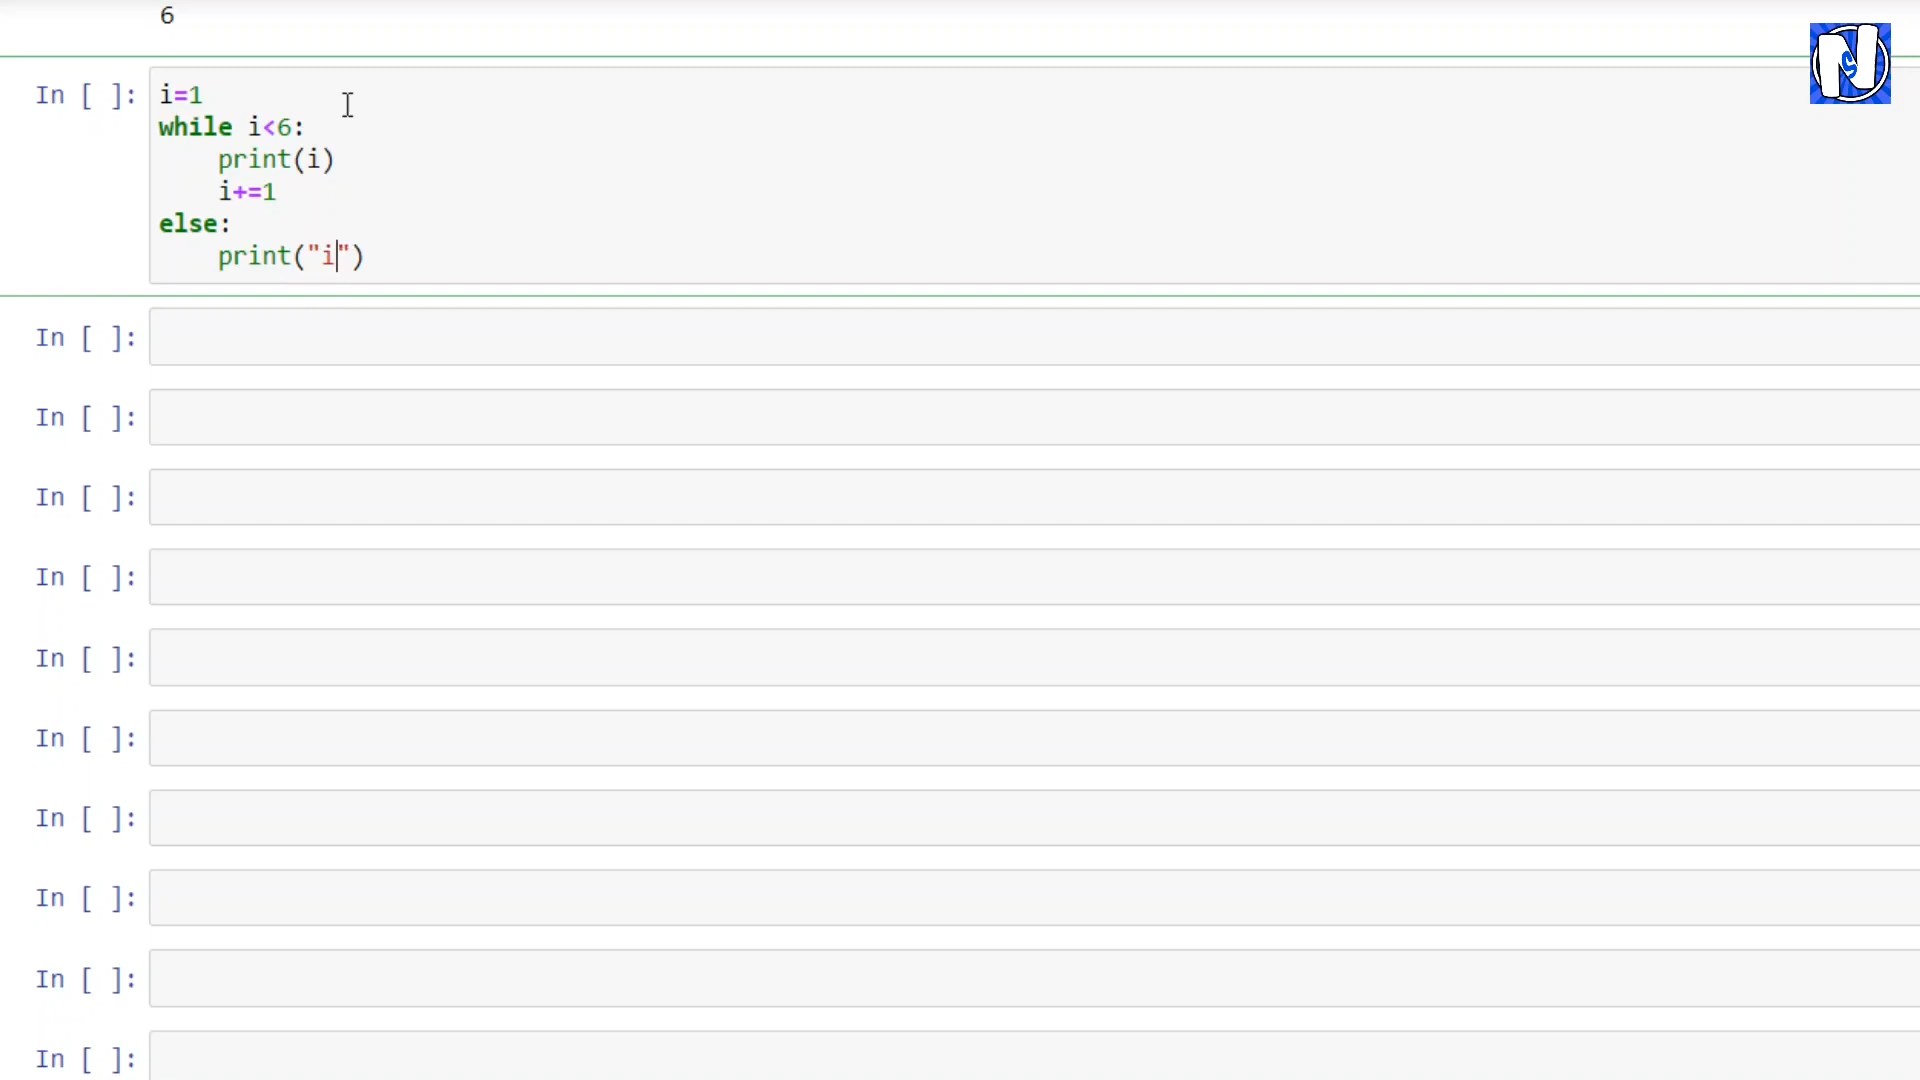 6
In [ ]: i=1
while i<6:
    print(i)
    i+=1
else:
    print("i")
In [ ]:
In [ ]:
In [ ]:
In [ ]:
In [ ]:
In [ ]:
In [ ]:
In [ ]:
In [ ]:
In [ ]:
NS